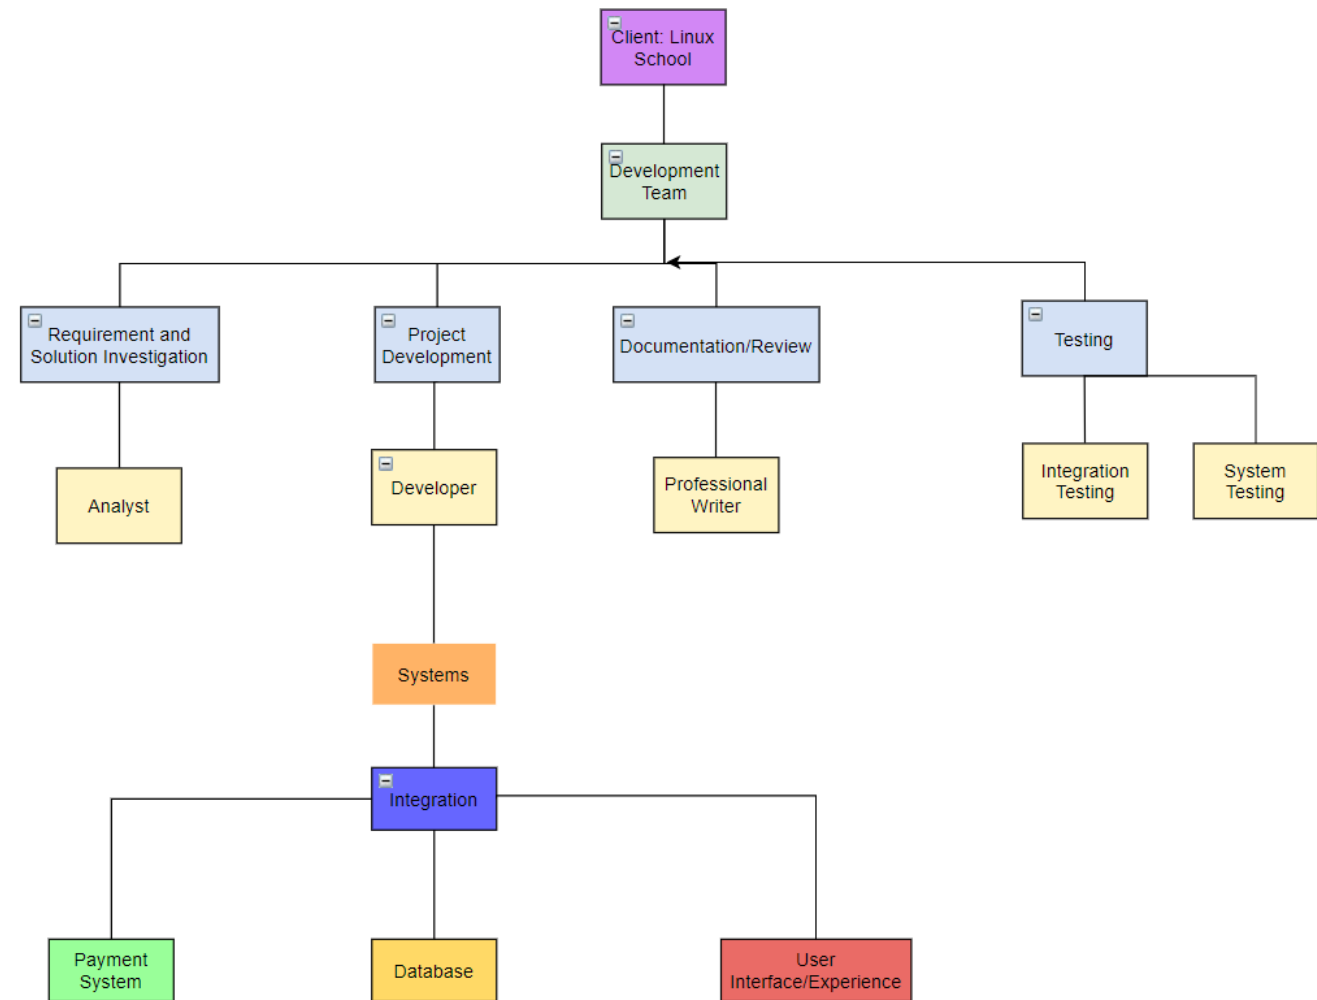 Client: Linux
School
Development
Team
Requirement and
Solution Investigation
Project
Development
Documentation/Review
Testing
Analyst
Developer
Professional
Writer
Integration
Testing
System
Testing
Systems
Integration
Payment
System
Database
User
Interface/Experience